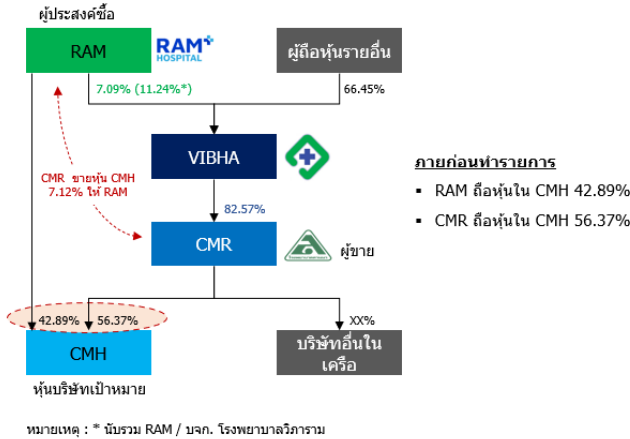 ผู้ประสงค์ซื้อ
RAM
RAM
HOSPITAL
ผู้ถือหุ้นรายอื่น
7.09% (11.24%*)
66.45%
VIBHA
CMR ขายหุ้น CMH
7.12% ให้ RAM
82.57%
CMR
ผู้ขาย
ภายก่อนทำรายการ
▪ RAM ถือหุ้นใน CMH 42.89%
▪ CMR ถือหุ้นใน CMH 56.37%
42.89%
56.37%
XX%
CMH
บริษัทอื่นใน
เครือ
หุ้นบริษัทเป้าหมาย
หมายเหตุ : * นับรวม RAM / บจก. โรงพยาบาลวิภาราม